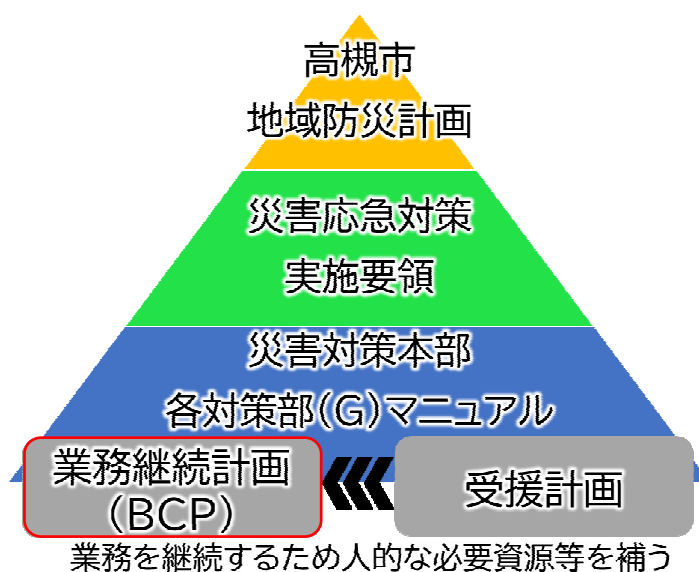 高槻市
地域防災計画
災害応急対策
実施要領
災害対策本部
各対策部(G)マニュアル
業務継続計画
(BCP)
受援計画
業務を継続するため人的な必要資源等を補う